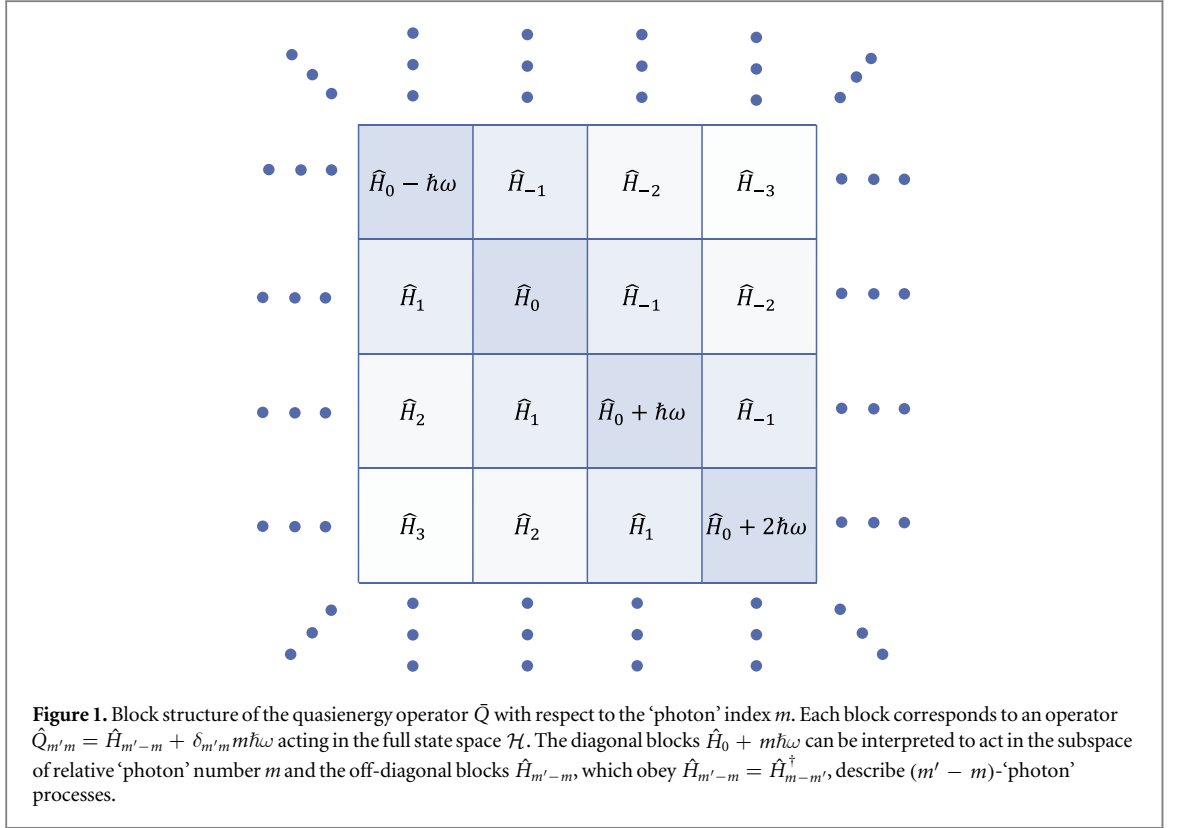 Ĥ₀ − ℏω Ĥ₋₁ Ĥ₋₂ Ĥ₋₃
Ĥ₁ Ĥ₀ Ĥ₋₁ Ĥ₋₂
Ĥ₂ Ĥ₁ Ĥ₀ + ℏω Ĥ₋₁
Ĥ₃ Ĥ₂ Ĥ₁ Ĥ₀ + 2ℏω
Figure 1. Block structure of the quasienergy operator Q̄ with respect to the ‘photon’ index m. Each block corresponds to an operator
Q̂ₘ′ₘ = Ĥₘ′₋ₘ + δₘ′ₘmℏω acting in the full state space ℋ. The diagonal blocks Ĥ₀ + mℏω can be interpreted to act in the subspace
of relative ‘photon’ number m and the off-diagonal blocks Ĥₘ′₋ₘ, which obey Ĥₘ′₋ₘ = Ĥ†ₘ₋ₘ′, describe (m′ − m)-‘photon’
processes.